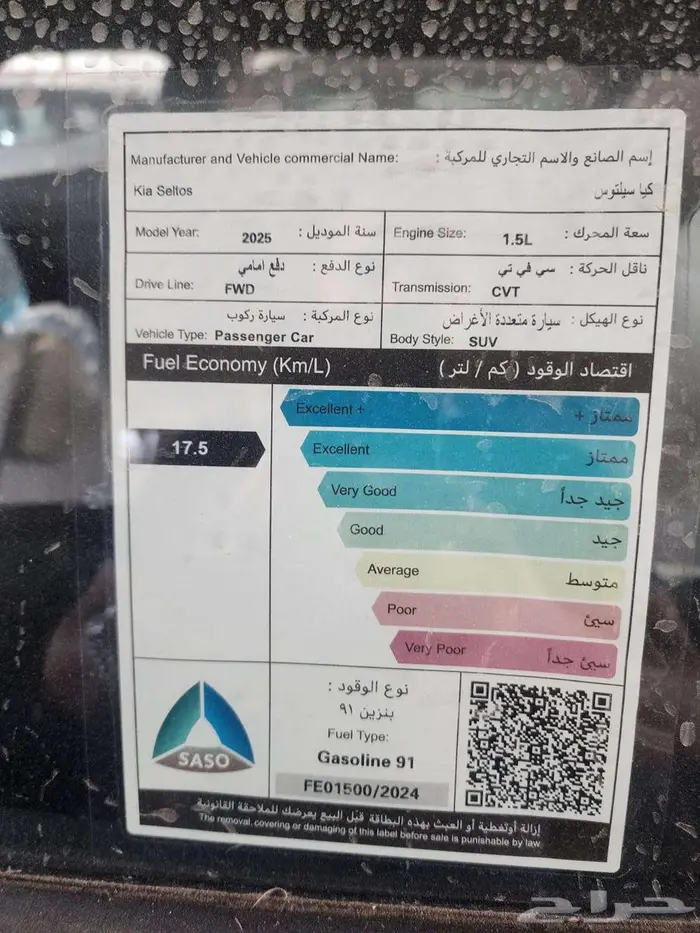 Manufacturer and Vehicle commercial Name: إسم الصانع والاسم التجاري للمركبة :
Kia Seltos كيا سيلتوس
Model Year: 2025 سنة الموديل :
Engine Size: 1.5L سعة المحرك :
Drive Line: FWD نوع الدفع : دفع امامي
Transmission: CVT ناقل الحركة : سي في تي
Vehicle Type: Passenger Car نوع المركبة : سيارة ركوب
Body Style: SUV نوع الهيكل : سيارة متعددة الأغراض
Fuel Economy (Km/L) اقتصاد الوقود ( كم / لتر )
Excellent + ممتاز +
17.5
Excellent ممتاز
Very Good جيد جداً
Good جيد
Average متوسط
Poor سيئ
Very Poor سيئ جداً
SASO
نوع الوقود :
بنزين ٩١
Fuel Type:
Gasoline 91
FE01500/2024
إزالة أوتغطية أو العبث بهذه البطاقة قبل البيع يعرضك للملاحقة القانونية
The removal, covering or damaging of this label before sale is punishable by law
حراج